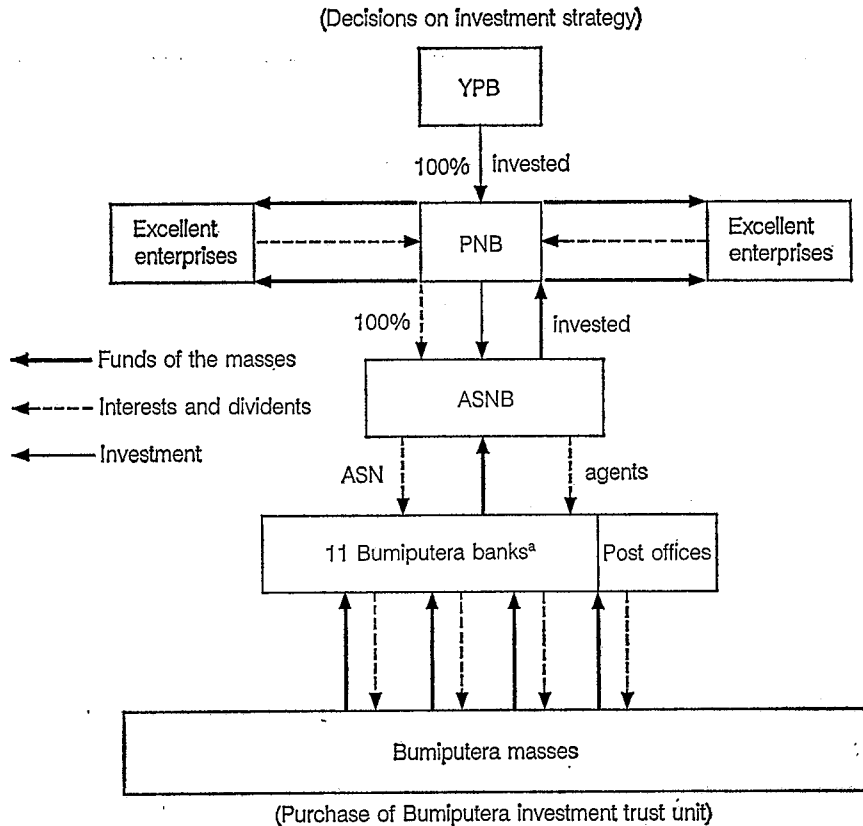 (Decisions on investment strategy)
YPB
100% invested
Excellent
enterprises
PNB
Excellent
enterprises
100% invested
Funds of the masses
Interests and dividents
Investment
ASNB
ASN agents
11 Bumiputera banksᵃ
Post offices
Bumiputera masses
(Purchase of Bumiputera investment trust unit)